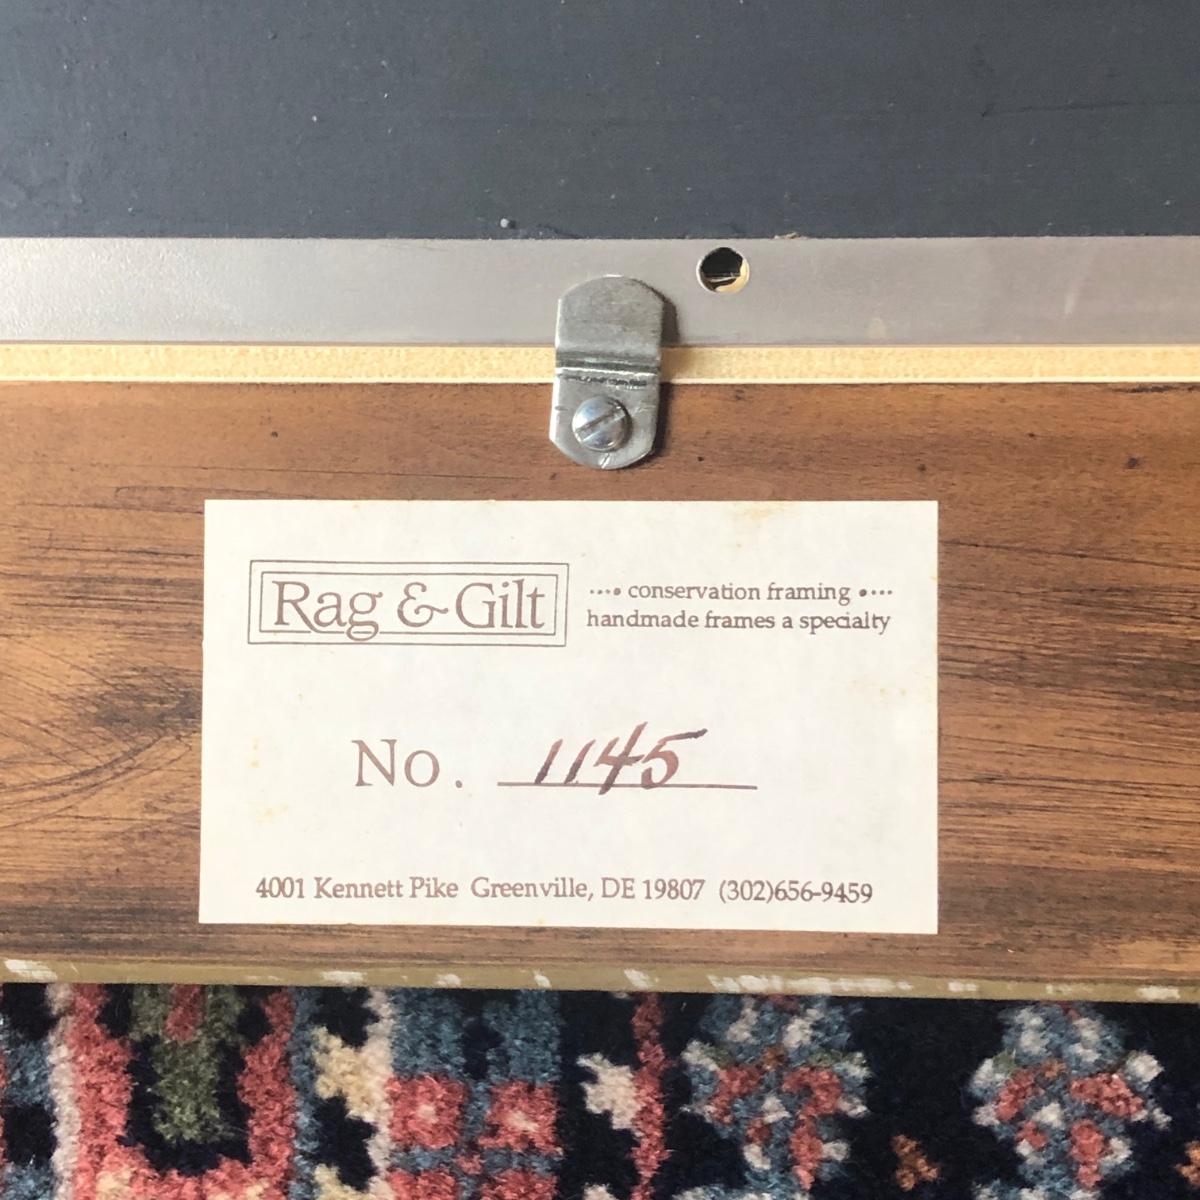 Rag & Gilt
•••• conservation framing ••••
handmade frames a specialty
No. 1145
4001 Kennett Pike Greenville, DE 19807 (302)656-9459